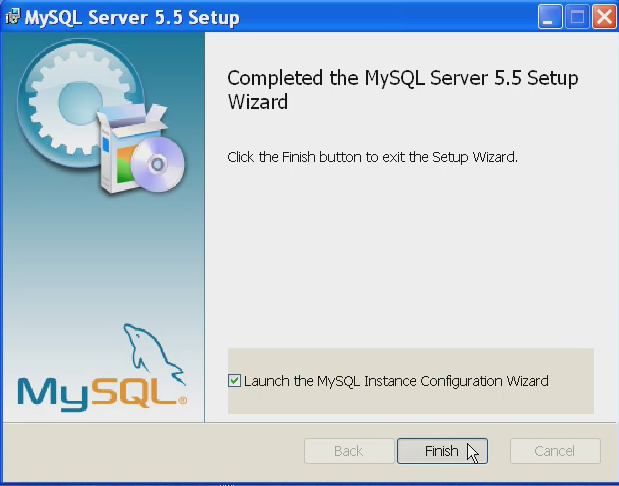 MySQL Server 5.5 Setup
Completed the MySQL Server 5.5 Setup
Wizard
Click the Finish button to exit the Setup Wizard.
Launch the MySQL Instance Configuration Wizard
MySQL®
Back
Finish
Cancel